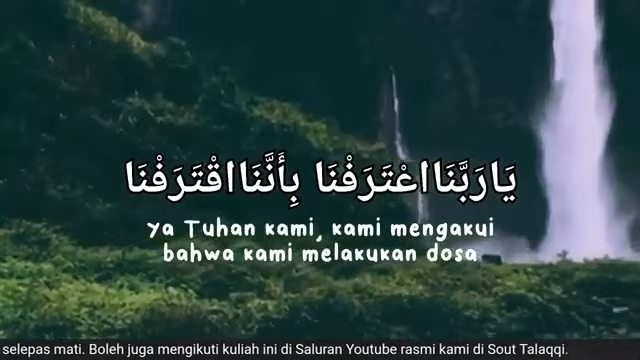 يَارَبَّنَااعْتَرَفْنَا بِأَنَّنَااقْتَرَفْنَا
Ya Tuhan kami, kami mengakui
bahwa kami melakukan dosa
selepas mati. Boleh juga mengikuti kuliah ini di Saluran Youtube rasmi kami di Sout Talaqqi.